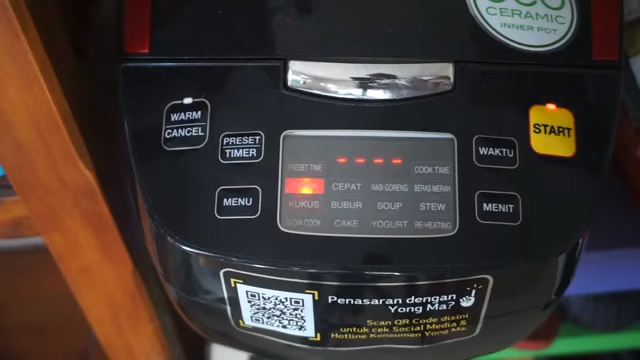 CERAMIC
INNER POT
WARM
CANCEL
PRESET
TIMER
MENU
PRESET TIME
COOK TIME
CEPAT
NASI GORENG
BERAS MERAH
KUKUS
BUBUR
SOUP
STEW
SLOW COOK
CAKE
YOGURT
RE-HEATING
WAKTU
MENIT
START
Penasaran dengan
Yong Ma?
Scan QR Code disini
untuk cek Social Media &
Hotline Konsumen Yong Ma